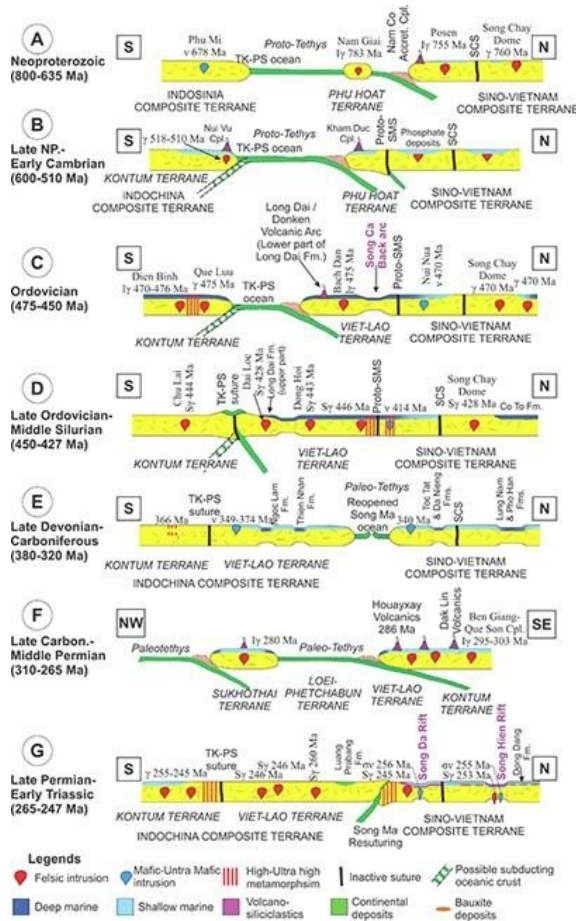 A
Neoproterozoic
(800-635 Ma)
S
Phu Mi
v 678 Ma
Proto-Tethys
TK-PS ocean
Nam Giai
Iγ 783 Ma
Nam Co
Accret. Cpl.
Posen
Iγ 755 Ma
SCS
Song Chay
Dome
γ 760 Ma
N
INDOSINIA
COMPOSITE TERRANE
PHU HOAT
TERRANE
SINO-VIETNAM
COMPOSITE TERRANE
B
Late NP.-
Early Cambrian
(600-510 Ma)
S
γ 518-510 Ma
Nui Vu
Cpl.
Proto-Tethys
TK-PS ocean
Kham Duc
Cpl.
Proto-SMS
Phosphate
deposits
SCS
N
KONTUM TERRANE
INDOCHINA
COMPOSITE TERRANE
PHU HOAT
TERRANE
SINO-VIETNAM
COMPOSITE TERRANE
C
Ordovician
(475-450 Ma)
S
Dien Binh
Iγ 470-476 Ma
Que Lua
γ 475 Ma
TK-PS
ocean
Long Dai /
Donken
Volcanic Arc
(Lower part of
Long Dai Fm.)
Bach Dan
Iγ 475 Ma
Song Ca
Back arc
Proto-SMS
Nui Nua
v 470 Ma
Song Chay
Dome
γ 470 Ma
γ 470 Ma
N
KONTUM TERRANE
VIET-LAO TERRANE
SINO-VIETNAM
COMPOSITE TERRANE
D
Late Ordovician-
Middle Silurian
(450-427 Ma)
S
Chu Lai
Sγ 444 Ma
TK-PS
suture
Dai Loc
Sγ 428 Ma
Long Dai Fm.
(upper part)
Dong Hoi
Sγ 443 Ma
Sγ 446 Ma
Proto-SMS
v 414 Ma
SCS
Song Chay
Dome
Sγ 428 Ma
Co To Fm.
N
KONTUM TERRANE
VIET-LAO
TERRANE
SINO-VIETNAM
COMPOSITE TERRANE
E
Late Devonian-
Carboniferous
(380-320 Ma)
S
366 Ma
TK-PS
suture
v 349-374 Ma
Ngoc Lam
Fm.
Thien Nhan
Fm.
Paleo-Tethys
Reopened
Song Ma
ocean
340 Ma
Toc Tat
& Da Nieng
Fms.
SCS
Lung Nam
& Pho Han
Fms.
N
KONTUM TERRANE
VIET-LAO TERRANE
INDOCHINA COMPOSITE TERRANE
SINO-VIETNAM
COMPOSITE TERRANE
F
Late Carbon.-
Middle Permian
(310-265 Ma)
NW
Paleotethys
Iγ 280 Ma
Paleo-Tethys
Houayxay
Volcanics
286 Ma
Dak Lin
Volcanics
Ben Giang-
Que Son Cpl.
Iγ 295-303 Ma
SE
SUKHOTHAI
TERRANE
LOEI-
PHETCHABUN
TERRANE
VIET-LAO
TERRANE
KONTUM
TERRANE
G
Late Permian-
Early Triassic
(265-247 Ma)
S
γ 255-245 Ma
TK-PS
suture
Sγ 246 Ma
Sγ 246 Ma
Sγ 260 Ma
Luang
Prabang
Fm.
σv 256 Ma
Sγ 245 Ma
Song Da Rift
σv 255 Ma
Sγ 253 Ma
Song Hien Rift
Dong Dang
Fm.
N
KONTUM TERRANE
VIET-LAO TERRANE
INDOCHINA COMPOSITE TERRANE
Song Ma
Resuturing
SINO-VIETNAM
COMPOSITE TERRANE
Legends
Felsic intrusion
Mafic-Untra Mafic
intrusion
High-Ultra high
metamorphsim
Inactive suture
Possible subducting
oceanic crust
Deep marine
Shallow marine
Volcano-
siliciclastics
Continental
deposits
Bauxite
deposits